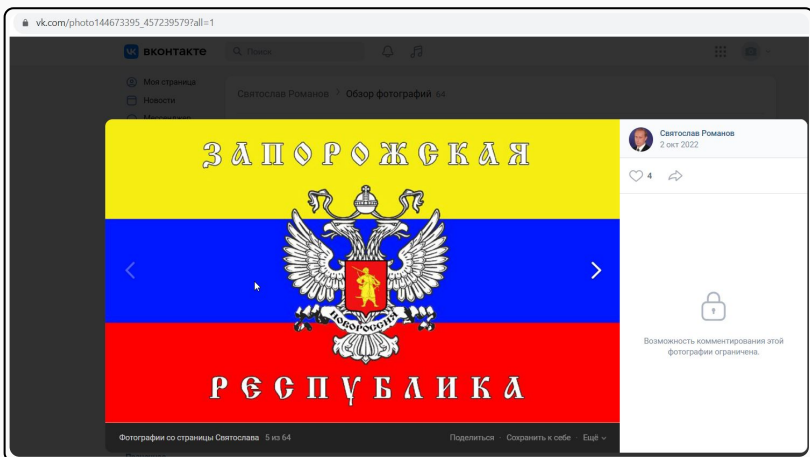 vk.com/photo144673395_457239579?all=1
вконтакте
Поиск
Моя страница
Новости
Мессенджер
Святослав Романов > Обзор фотографий 64
ЗАПОРОЖСКАЯ
НОВОРОССИЯ
РЕСПУБЛИКА
Фотографии со страницы Святослава 5 из 64
Поделиться · Сохранить к себе · Ещё
Святослав Романов
2 окт 2022
4
Возможность комментирования этой
фотографии ограничена.